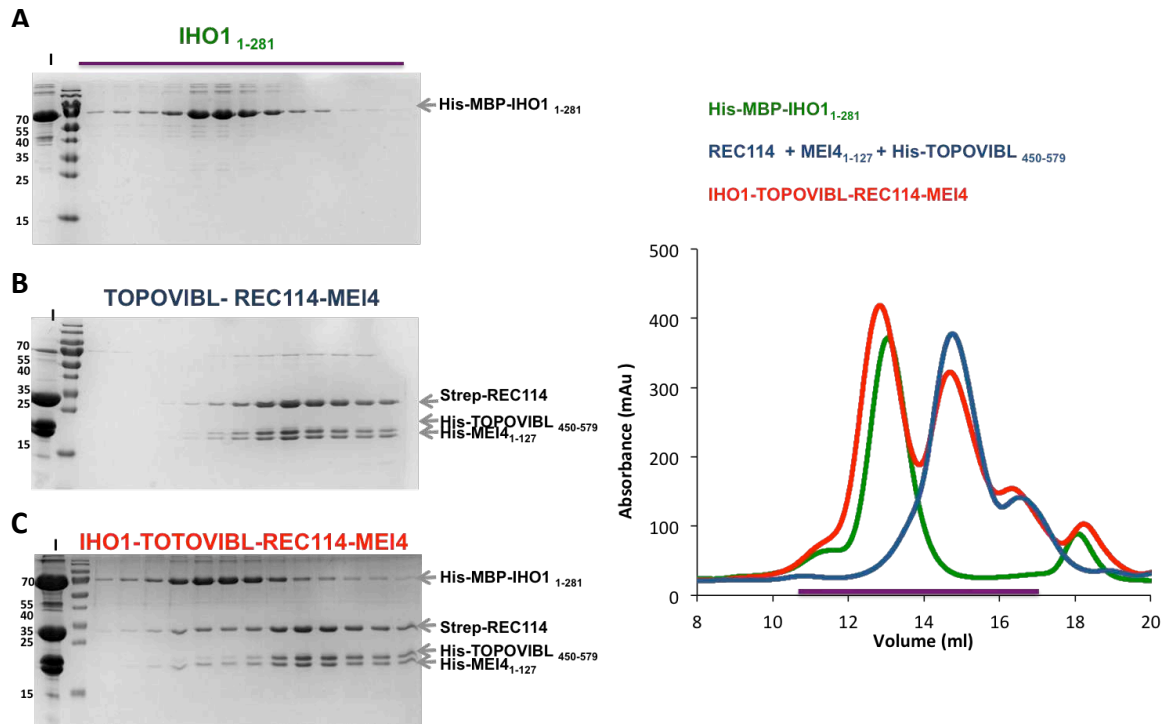 A
IHO1 1-281
I
70
55
40
35
25
15
His-MBP-IHO1 1-281
B
TOPOVIBL- REC114-MEI4
I
70
55
40
35
25
15
Strep-REC114
His-TOPOVIBL 450-579
His-MEI4 1-127
C
IHO1-TOTOVIBL-REC114-MEI4
I
70
55
40
35
25
15
His-MBP-IHO1 1-281
Strep-REC114
His-TOPOVIBL 450-579
His-MEI4 1-127
His-MBP-IHO1 1-281
REC114 + MEI4 1-127 + His-TOPOVIBL 450-579
IHO1-TOPOVIBL-REC114-MEI4
Absorbance (mAu)
500
400
300
200
100
0
8 10 12 14 16 18 20
Volume (ml)